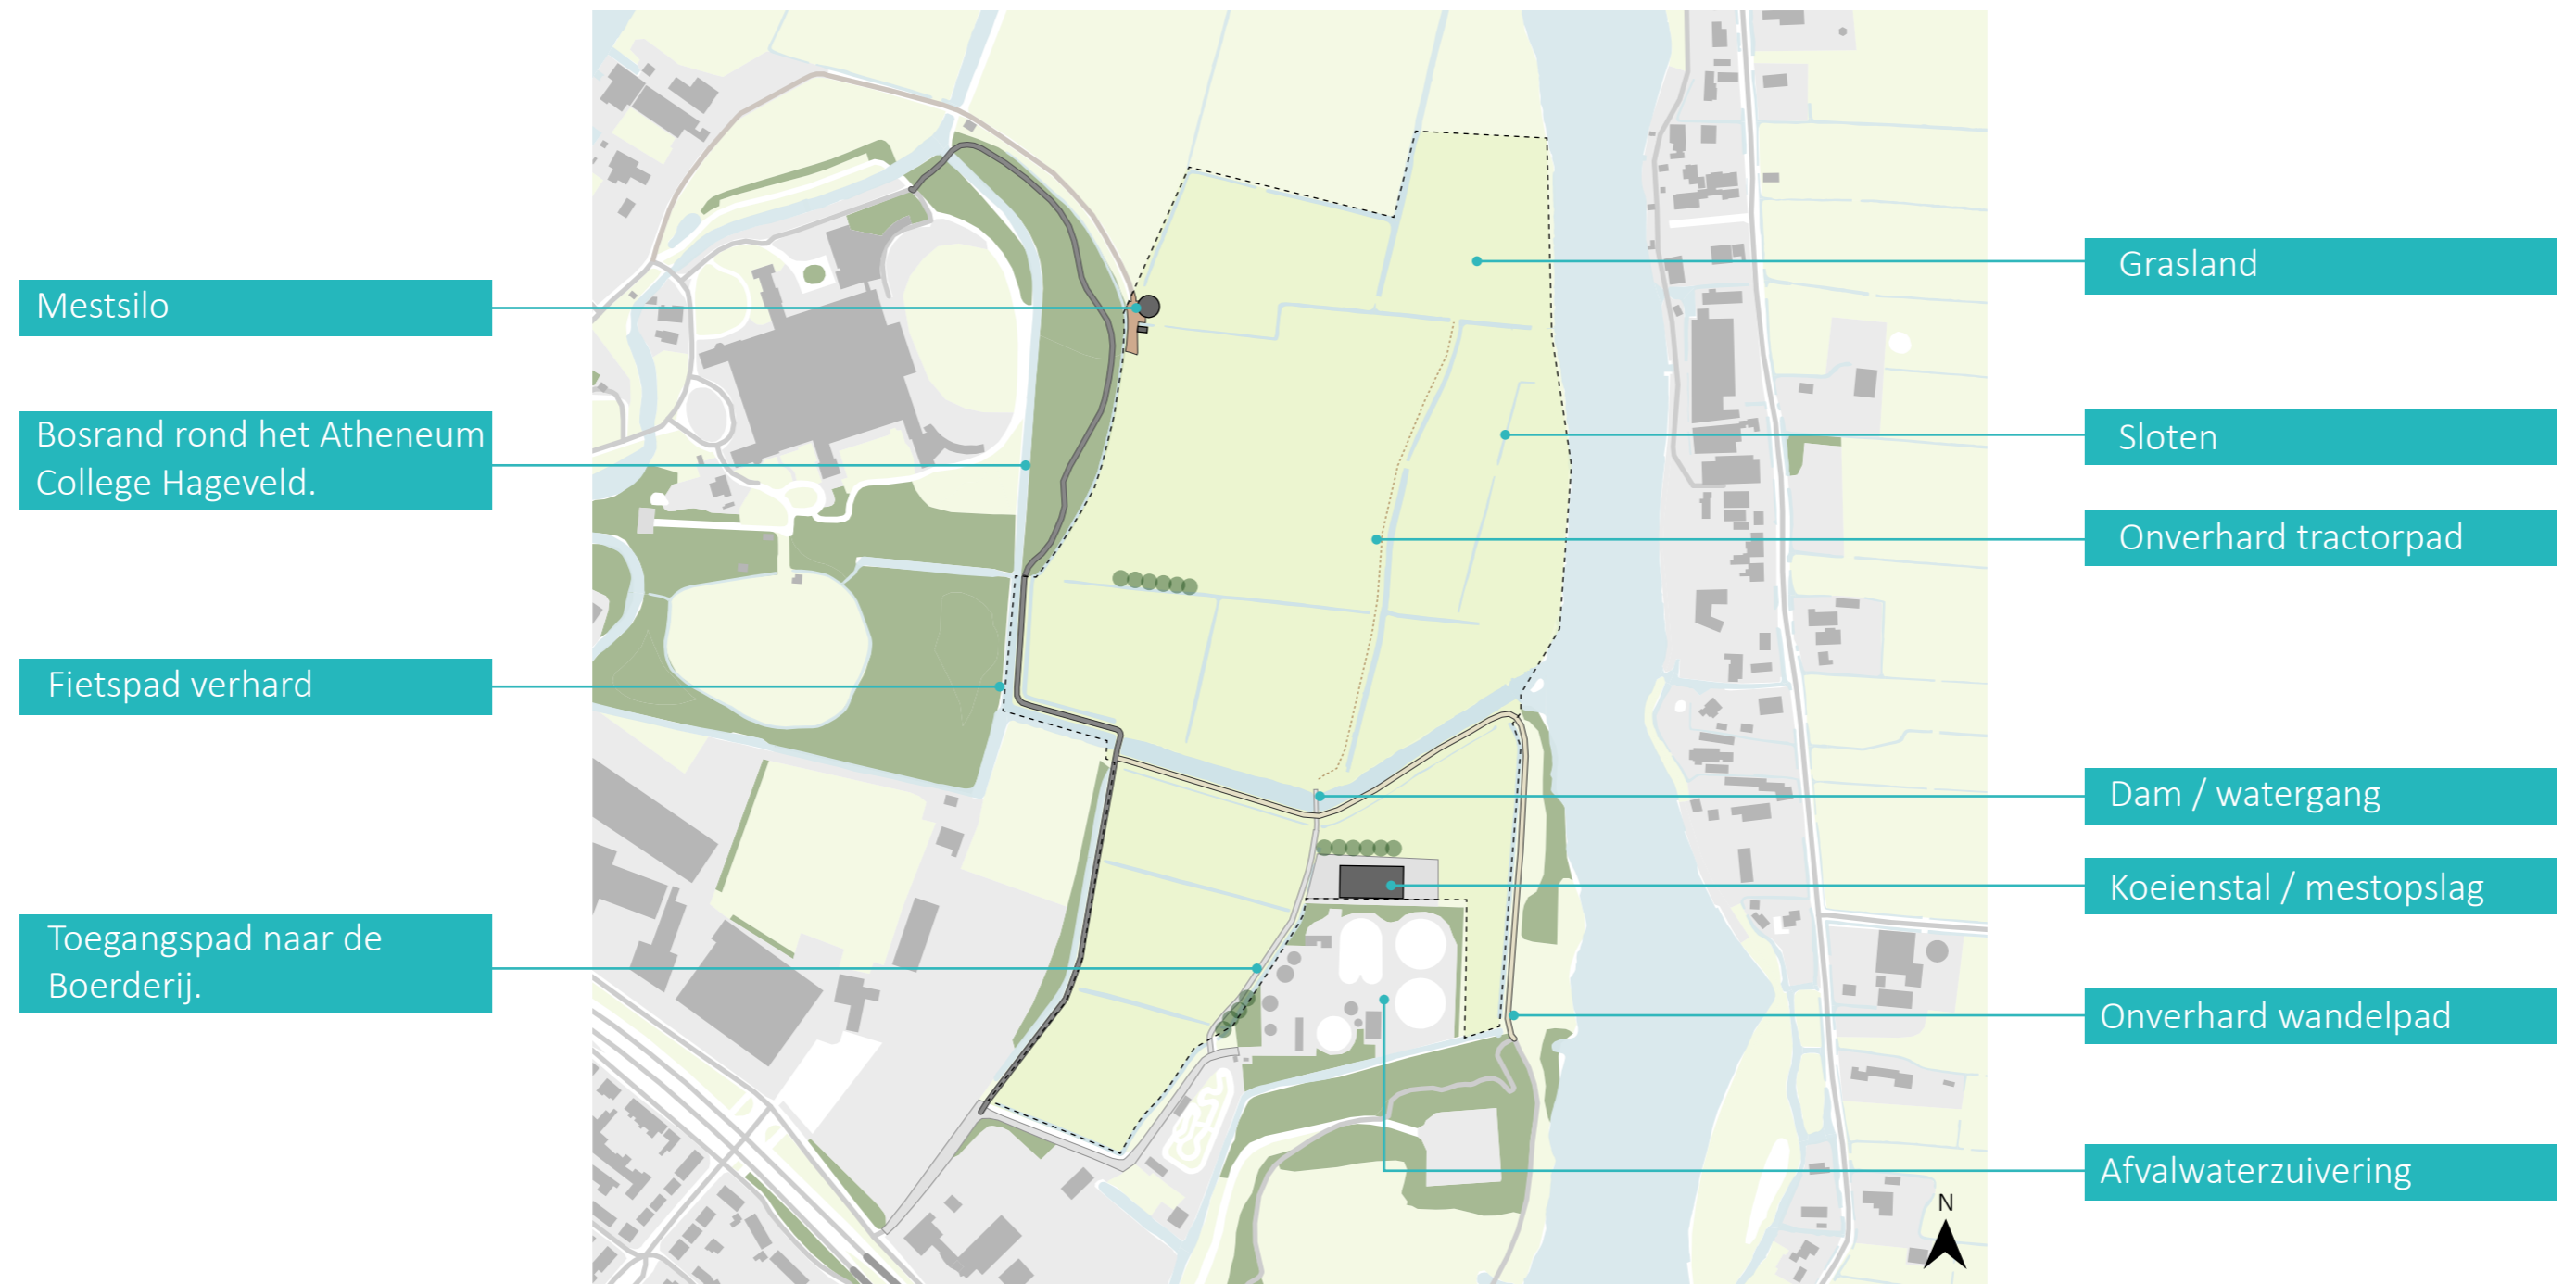 Mestsilo
Bosrand rond het Atheneum
College Hageveld.
Fietspad verhard
Toegangspad naar de
Boerderij.
Grasland
Sloten
Onverhard tractorpad
Dam / watergang
Koeienstal / mestopslag
Onverhard wandelpad
Afvalwaterzuivering
N